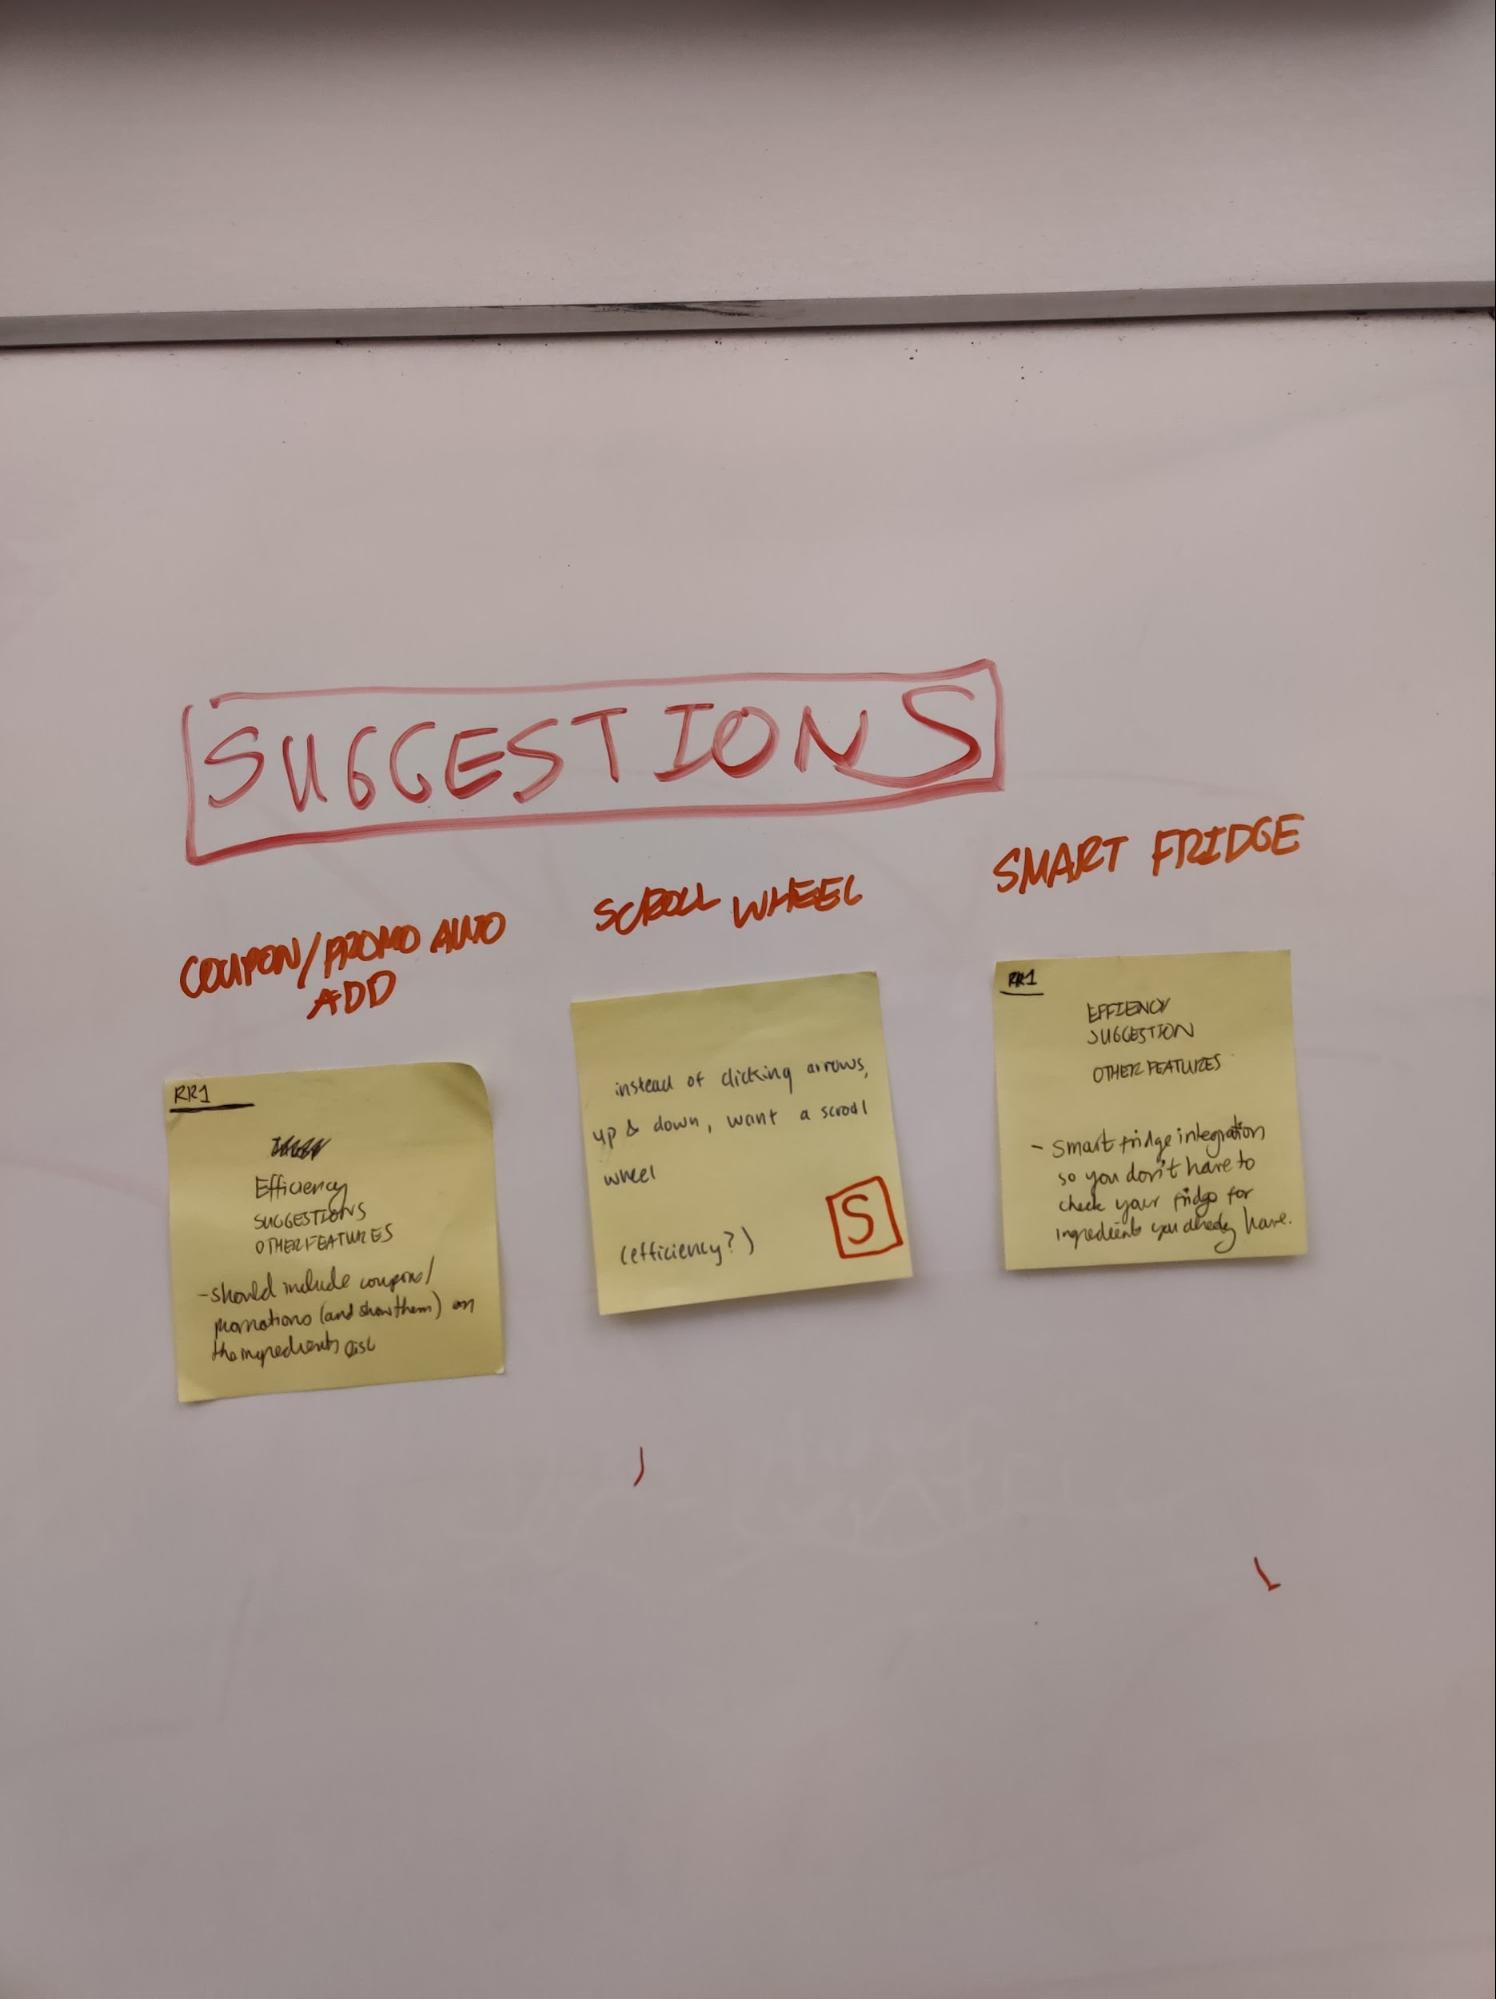 SUGGESTIONS
COUPON/PROMO AUTO
ADD
RR1
Efficiency
SUGGESTIONS
OTHER FEATURES
-should include coupons/
promotions (and show them) on
the ingredients list
SCROLL WHEEL
instead of clicking arrows,
up & down, want a scroll
wheel
(efficiency?)
S
SMART FRIDGE
RR1
EFFIENCY
SUGGESTION
OTHER FEATURES
- smart fridge integration
so you don't have to
check your fridge for
ingredients you already have.